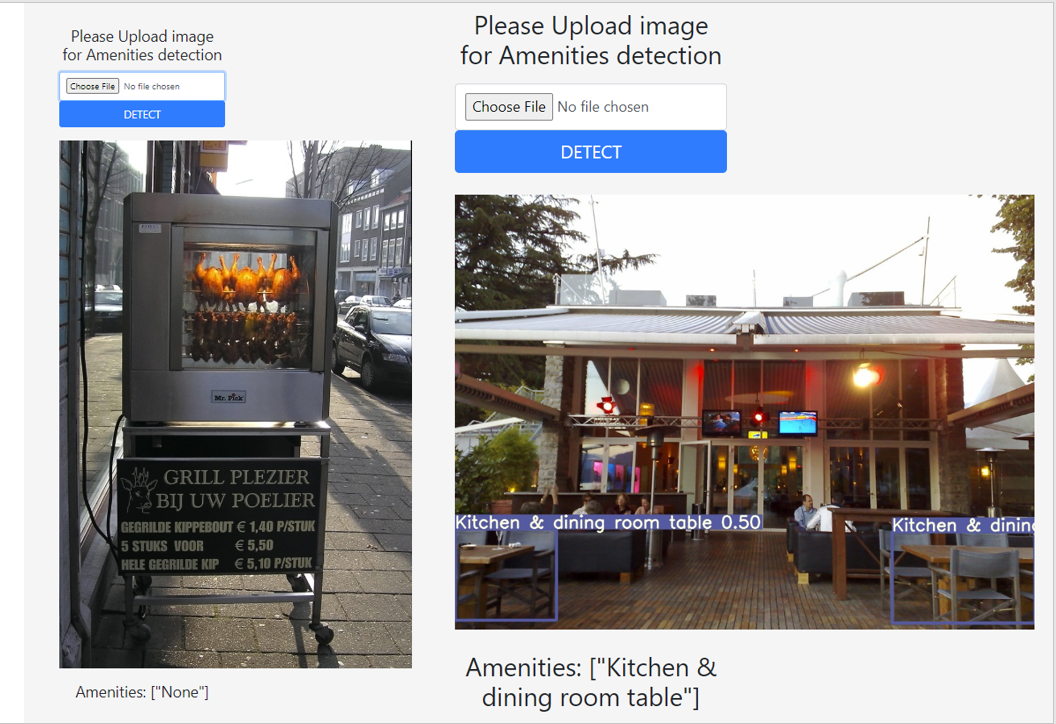 Please Upload image
for Amenities detection
Choose File No file chosen
DETECT
Mr. Pick
GRILL PLEZIER
BIJ UW POELIER
GEGRILDE KIPPEBOUT € 1,40 P/STUK
5 STUKS VOOR € 5,50
HELE GEGRILDE KIP € 5,10 P/STUK
Amenities: ["None"]
Please Upload image
for Amenities detection
Choose File No file chosen
DETECT
Kitchen & dining room table 0.50
Kitchen & dining
Amenities: ["Kitchen &
dining room table"]